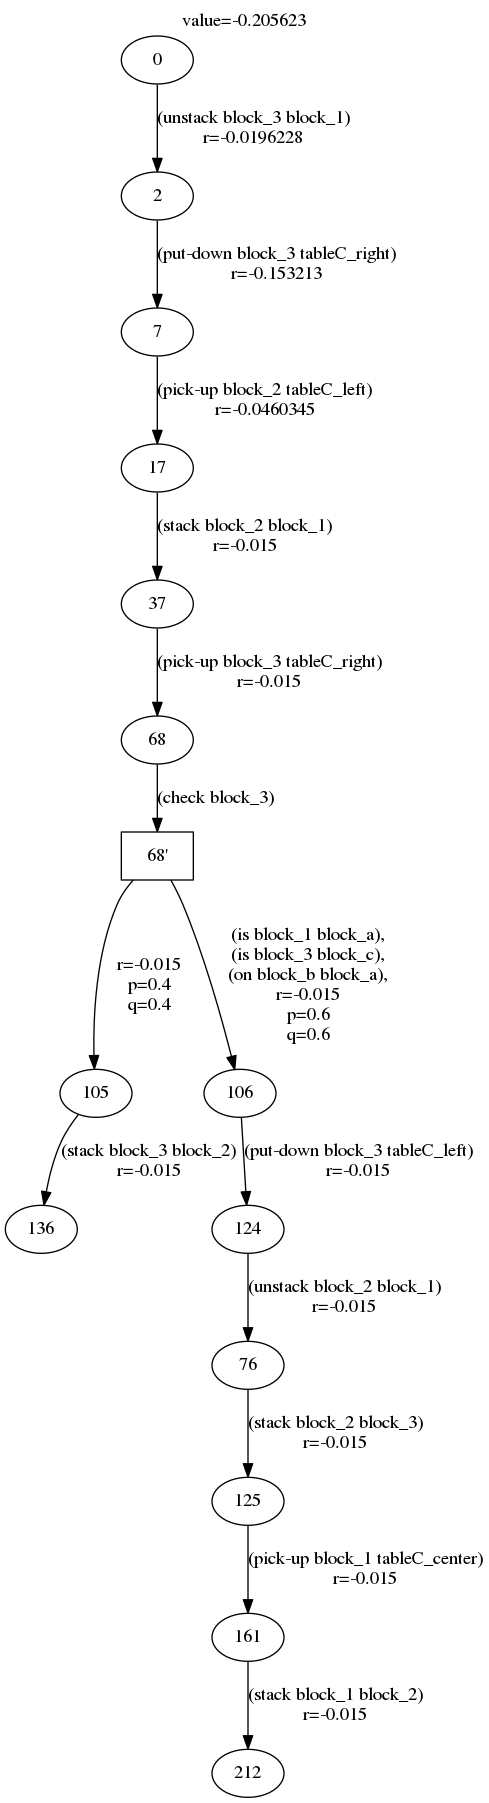 value=-0.205623
0
(unstack block_3 block_1)
r=-0.0196228
2
(put-down block_3 tableC_right)
r=-0.153213
7
(pick-up block_2 tableC_left)
r=-0.0460345
17
(stack block_2 block_1)
r=-0.015
37
(pick-up block_3 tableC_right)
r=-0.015
68
(check block_3)
68'
r=-0.015
p=0.4
q=0.4
(is block_1 block_a),
(is block_3 block_c),
(on block_b block_a),
r=-0.015
p=0.6
q=0.6
105
106
(stack block_3 block_2)
r=-0.015
(put-down block_3 tableC_left)
r=-0.015
136
124
(unstack block_2 block_1)
r=-0.015
76
(stack block_2 block_3)
r=-0.015
125
(pick-up block_1 tableC_center)
r=-0.015
161
(stack block_1 block_2)
r=-0.015
212